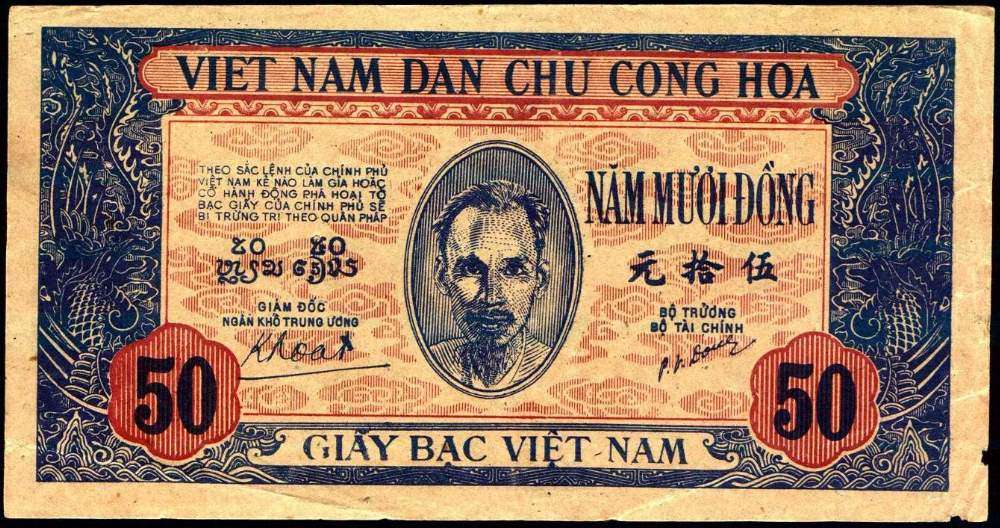 VIET NAM DAN CHU CONG HOA
THEO SẮC LỆNH CỦA CHÍNH PHỦ
VIỆT NAM KẺ NÀO LÀM GIẢ HOẶC
CÓ HÀNH ĐỘNG PHÁ HOẠI TỜ
BẠC GIẤY CỦA CHÍNH PHỦ SẼ
BỊ TRỪNG TRỊ THEO QUÂN PHÁP
GIÁM ĐỐC
NGÂN KHỐ TRUNG ƯƠNG
Khoat
NĂM MƯỜI ĐỒNG
元拾伍
BỘ TRƯỞNG
BỘ TÀI CHÍNH
50
50
GIẤY BẠC VIỆT-NAM